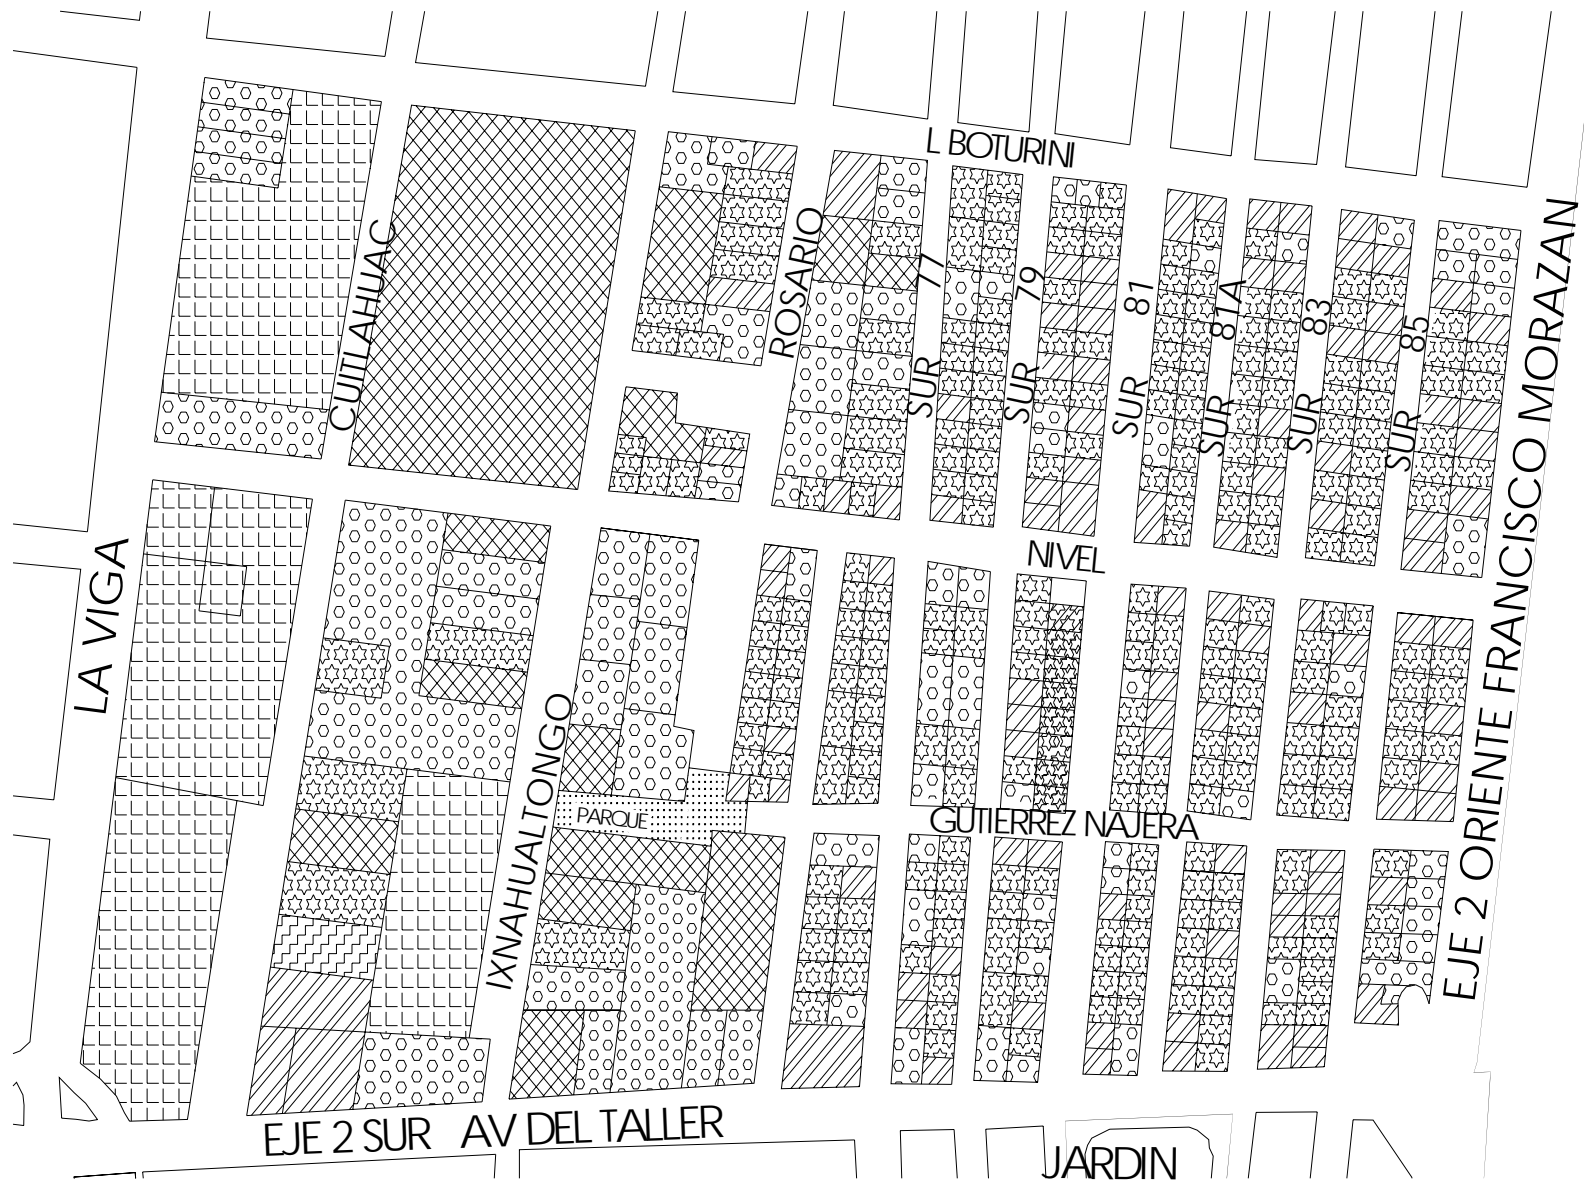 L BOTURINI
CUITLAHUAC
ROSARIO
SUR 77
SUR 79
SUR 81
SUR 81A
SUR 83
SUR 85
EJE 2 ORIENTE FRANCISCO MORAZAN
LA VIGA
NIVEL
IXNAHUALTONGO
PARQUE
GUTIERREZ NAJERA
EJE 2 SUR AV DEL TALLER
JARDIN